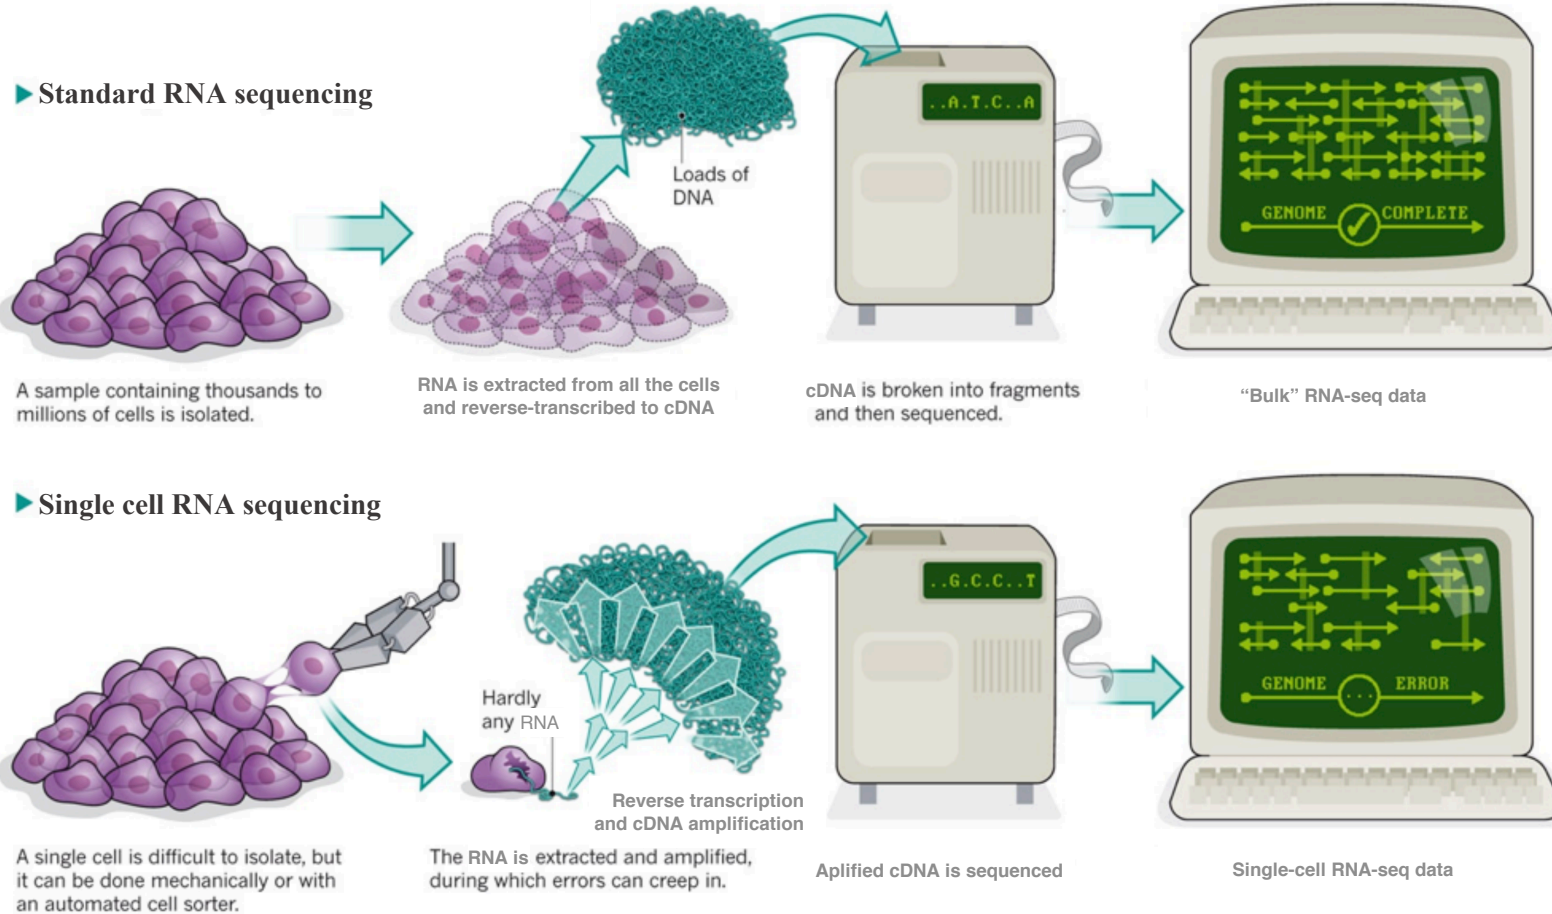 Standard RNA sequencing
..A.T.C..A
Loads of
DNA
GENOME COMPLETE
A sample containing thousands to
millions of cells is isolated.
RNA is extracted from all the cells
and reverse-transcribed to cDNA
cDNA is broken into fragments
and then sequenced.
“Bulk” RNA-seq data
Single cell RNA sequencing
..G.C.C..T
Hardly
any RNA
GENOME ... ERROR
Reverse transcription
and cDNA amplification
A single cell is difficult to isolate, but
it can be done mechanically or with
an automated cell sorter.
The RNA is extracted and amplified,
during which errors can creep in.
Aplified cDNA is sequenced
Single-cell RNA-seq data